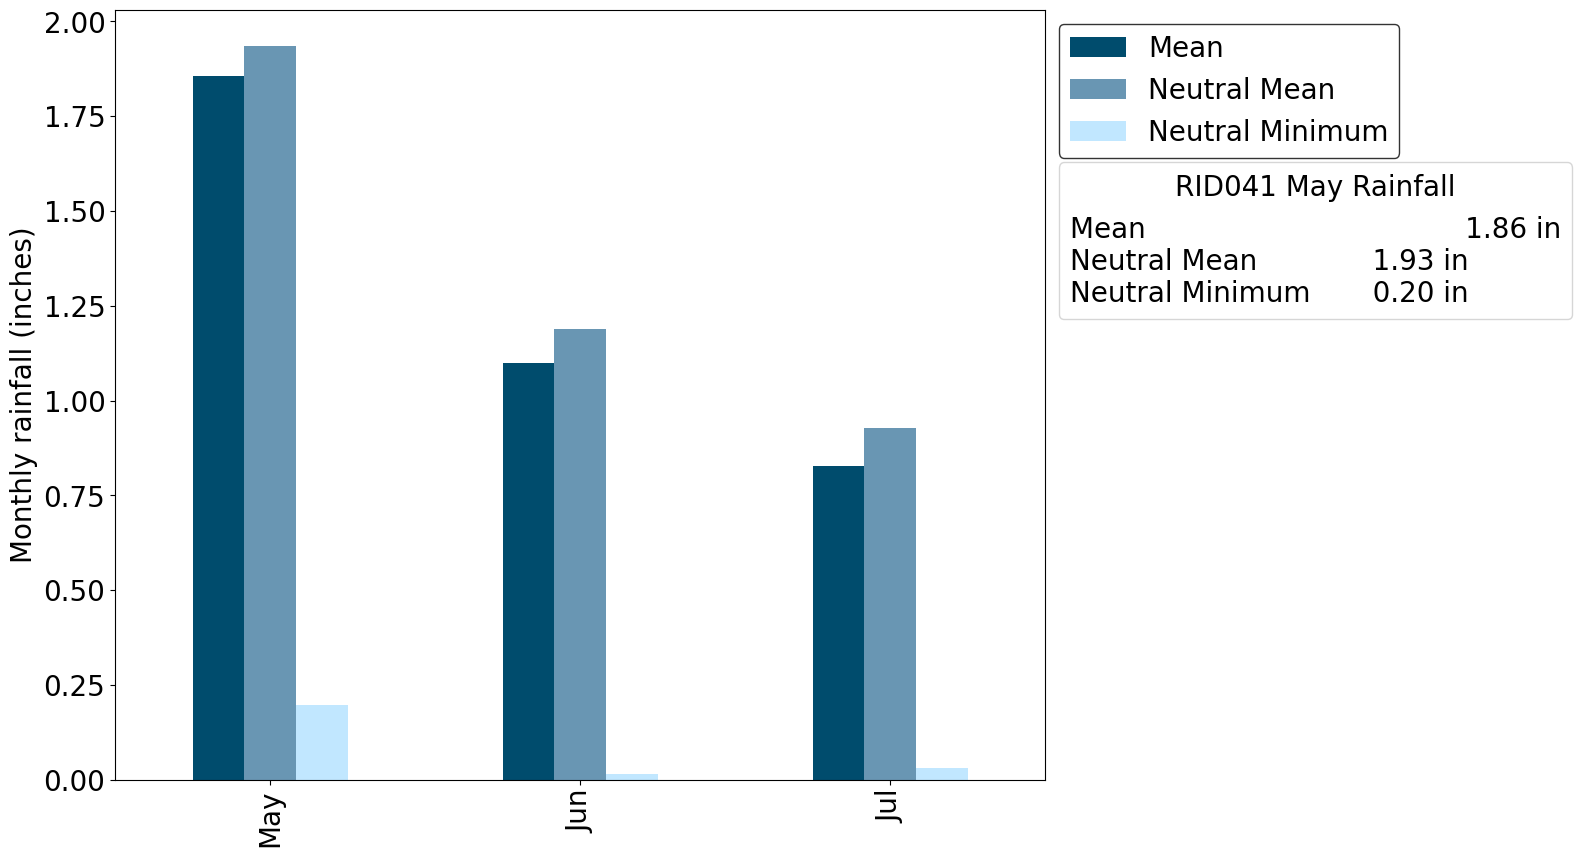 2.00
1.75
1.50
1.25
1.00
0.75
0.50
0.25
0.00
Monthly rainfall (inches)
May
Jun
Jul
Mean
Neutral Mean
Neutral Minimum
RID041 May Rainfall
Mean 1.86 in
Neutral Mean 1.93 in
Neutral Minimum 0.20 in